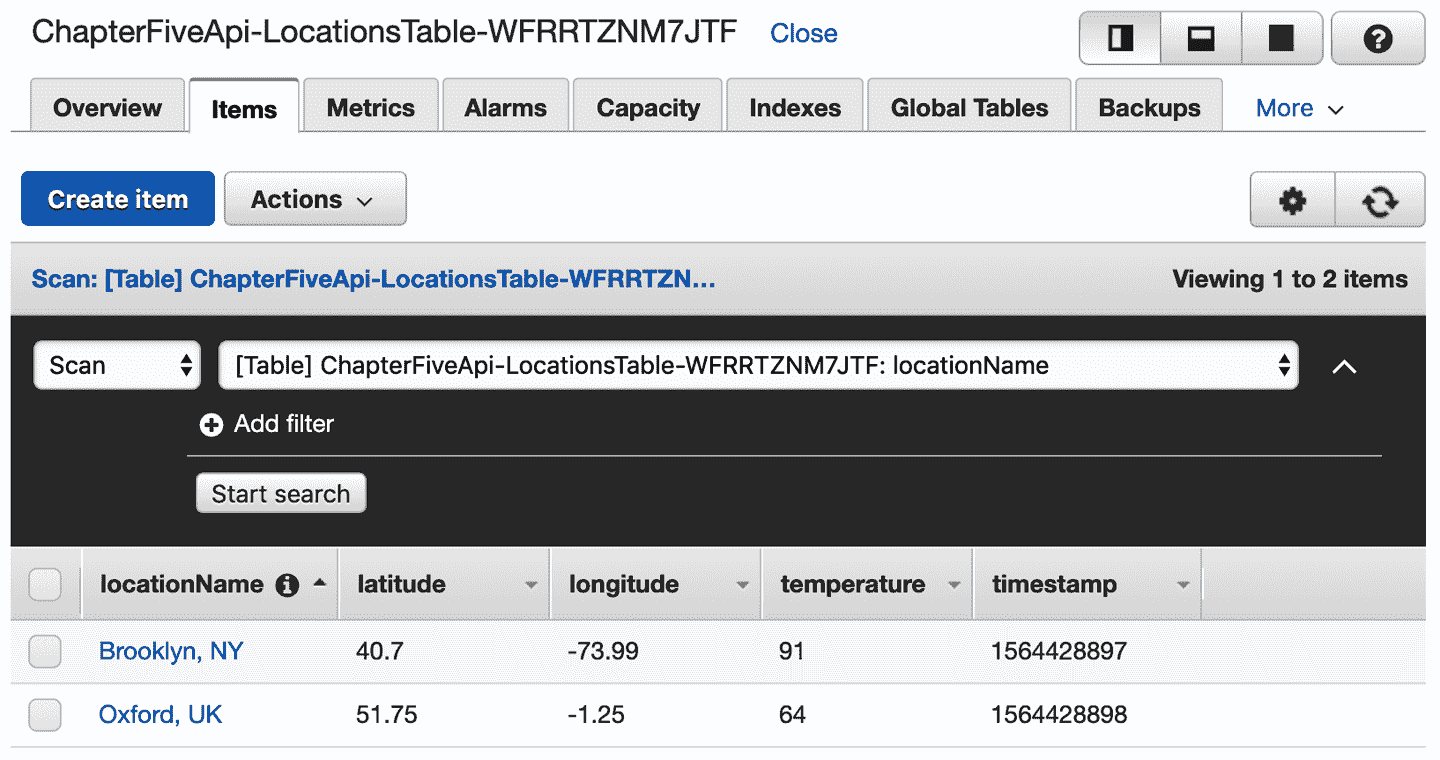 ChapterFiveApi-LocationsTable-WFRRTZNM7JTF Close
Overview Items Metrics Alarms Capacity Indexes Global Tables Backups More
Create item Actions
Scan: [Table] ChapterFiveApi-LocationsTable-WFRRTZN... Viewing 1 to 2 items
Scan [Table] ChapterFiveApi-LocationsTable-WFRRTZNM7JTF: locationName
Add filter
Start search
locationName latitude longitude temperature timestamp
Brooklyn, NY 40.7 -73.99 91 1564428897
Oxford, UK 51.75 -1.25 64 1564428898